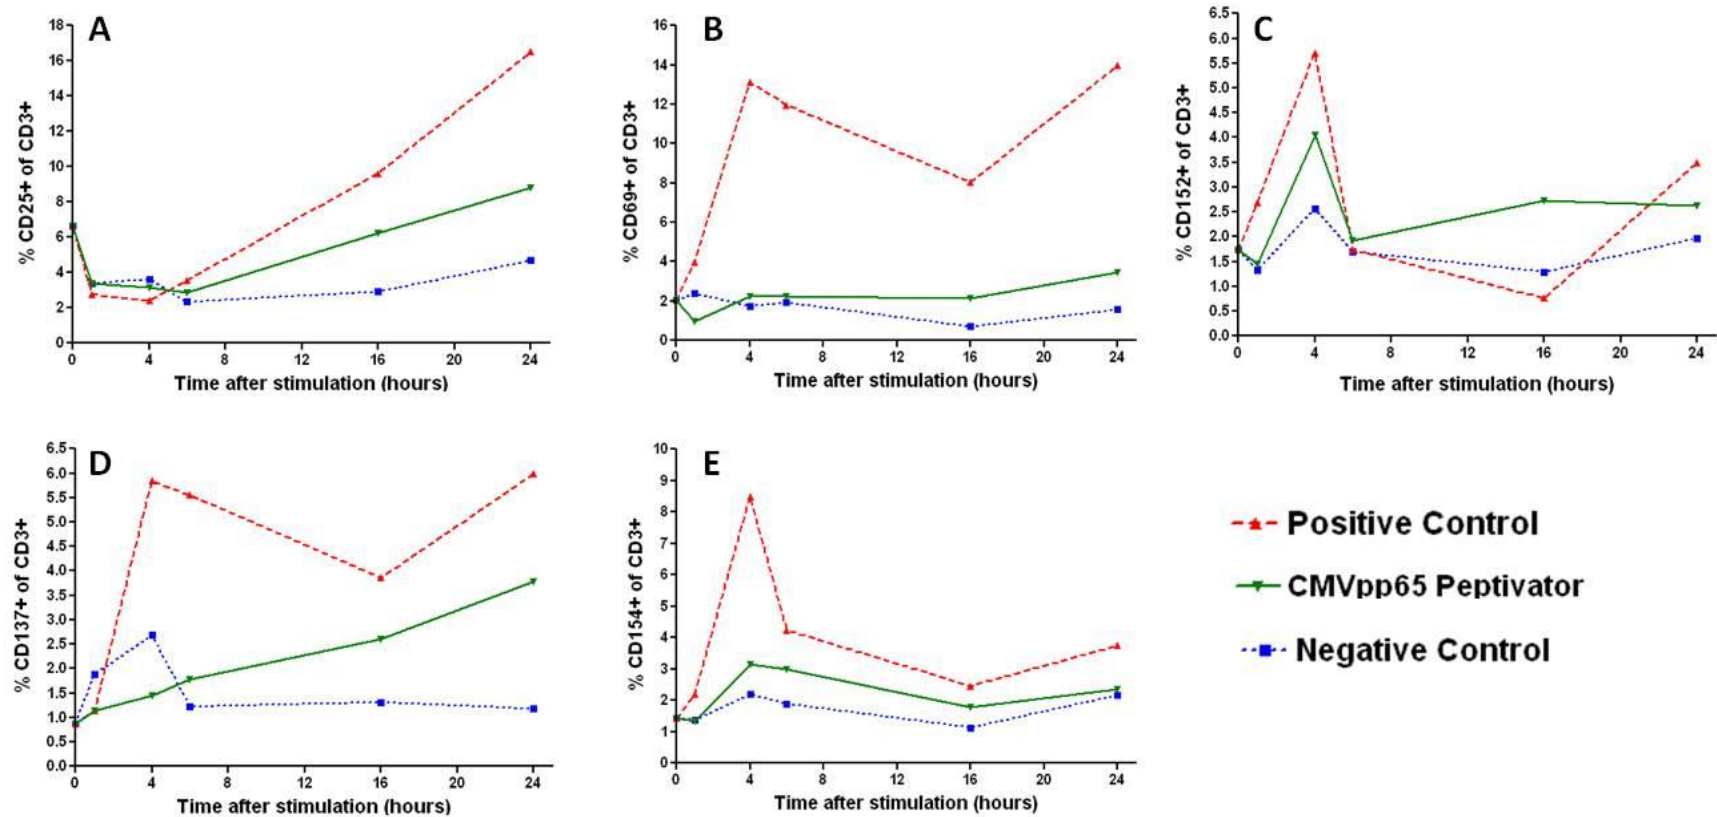 A
% CD25+ of CD3+
18
16
14
12
10
8
6
4
2
0
0 4 8 12 16 20 24
Time after stimulation (hours)
B
% CD69+ of CD3+
16
14
12
10
8
6
4
2
0
0 4 8 12 16 20 24
Time after stimulation (hours)
C
% CD152+ of CD3+
6.5
6.0
5.5
5.0
4.5
4.0
3.5
3.0
2.5
2.0
1.5
1.0
0.5
0.0
0 4 8 12 16 20 24
Time after stimulation (hours)
D
% CD137+ of CD3+
6.5
6.0
5.5
5.0
4.5
4.0
3.5
3.0
2.5
2.0
1.5
1.0
0.5
0.0
0 4 8 12 16 20 24
Time after stimulation (hours)
E
% CD154+ of CD3+
10
9
8
7
6
5
4
3
2
1
0
0 4 8 12 16 20 24
Time after stimulation (hours)
Positive Control
CMVpp65 Peptivator
Negative Control